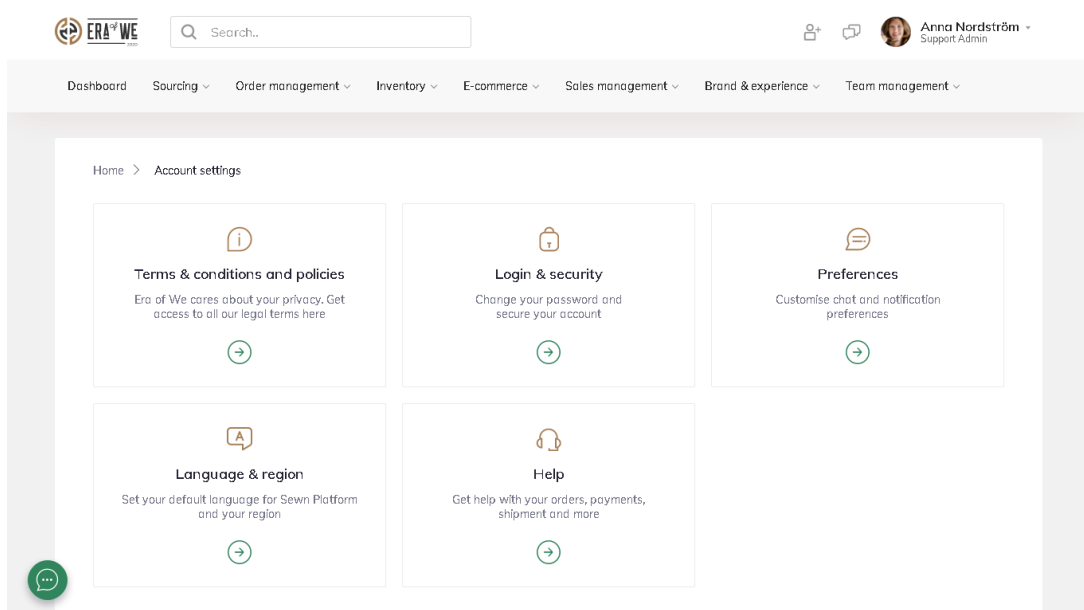 ERA of WE
Search..
Anna Nordström
Support Admin
Dashboard
Sourcing
Order management
Inventory
E-commerce
Sales management
Brand & experience
Team management
Home
Account settings
Terms & conditions and policies
Era of We cares about your privacy. Get
access to all our legal terms here
Login & security
Change your password and
secure your account
Preferences
Customise chat and notification
preferences
A
Language & region
Set your default language for Sewn Platform
and your region
Help
Get help with your orders, payments,
shipment and more